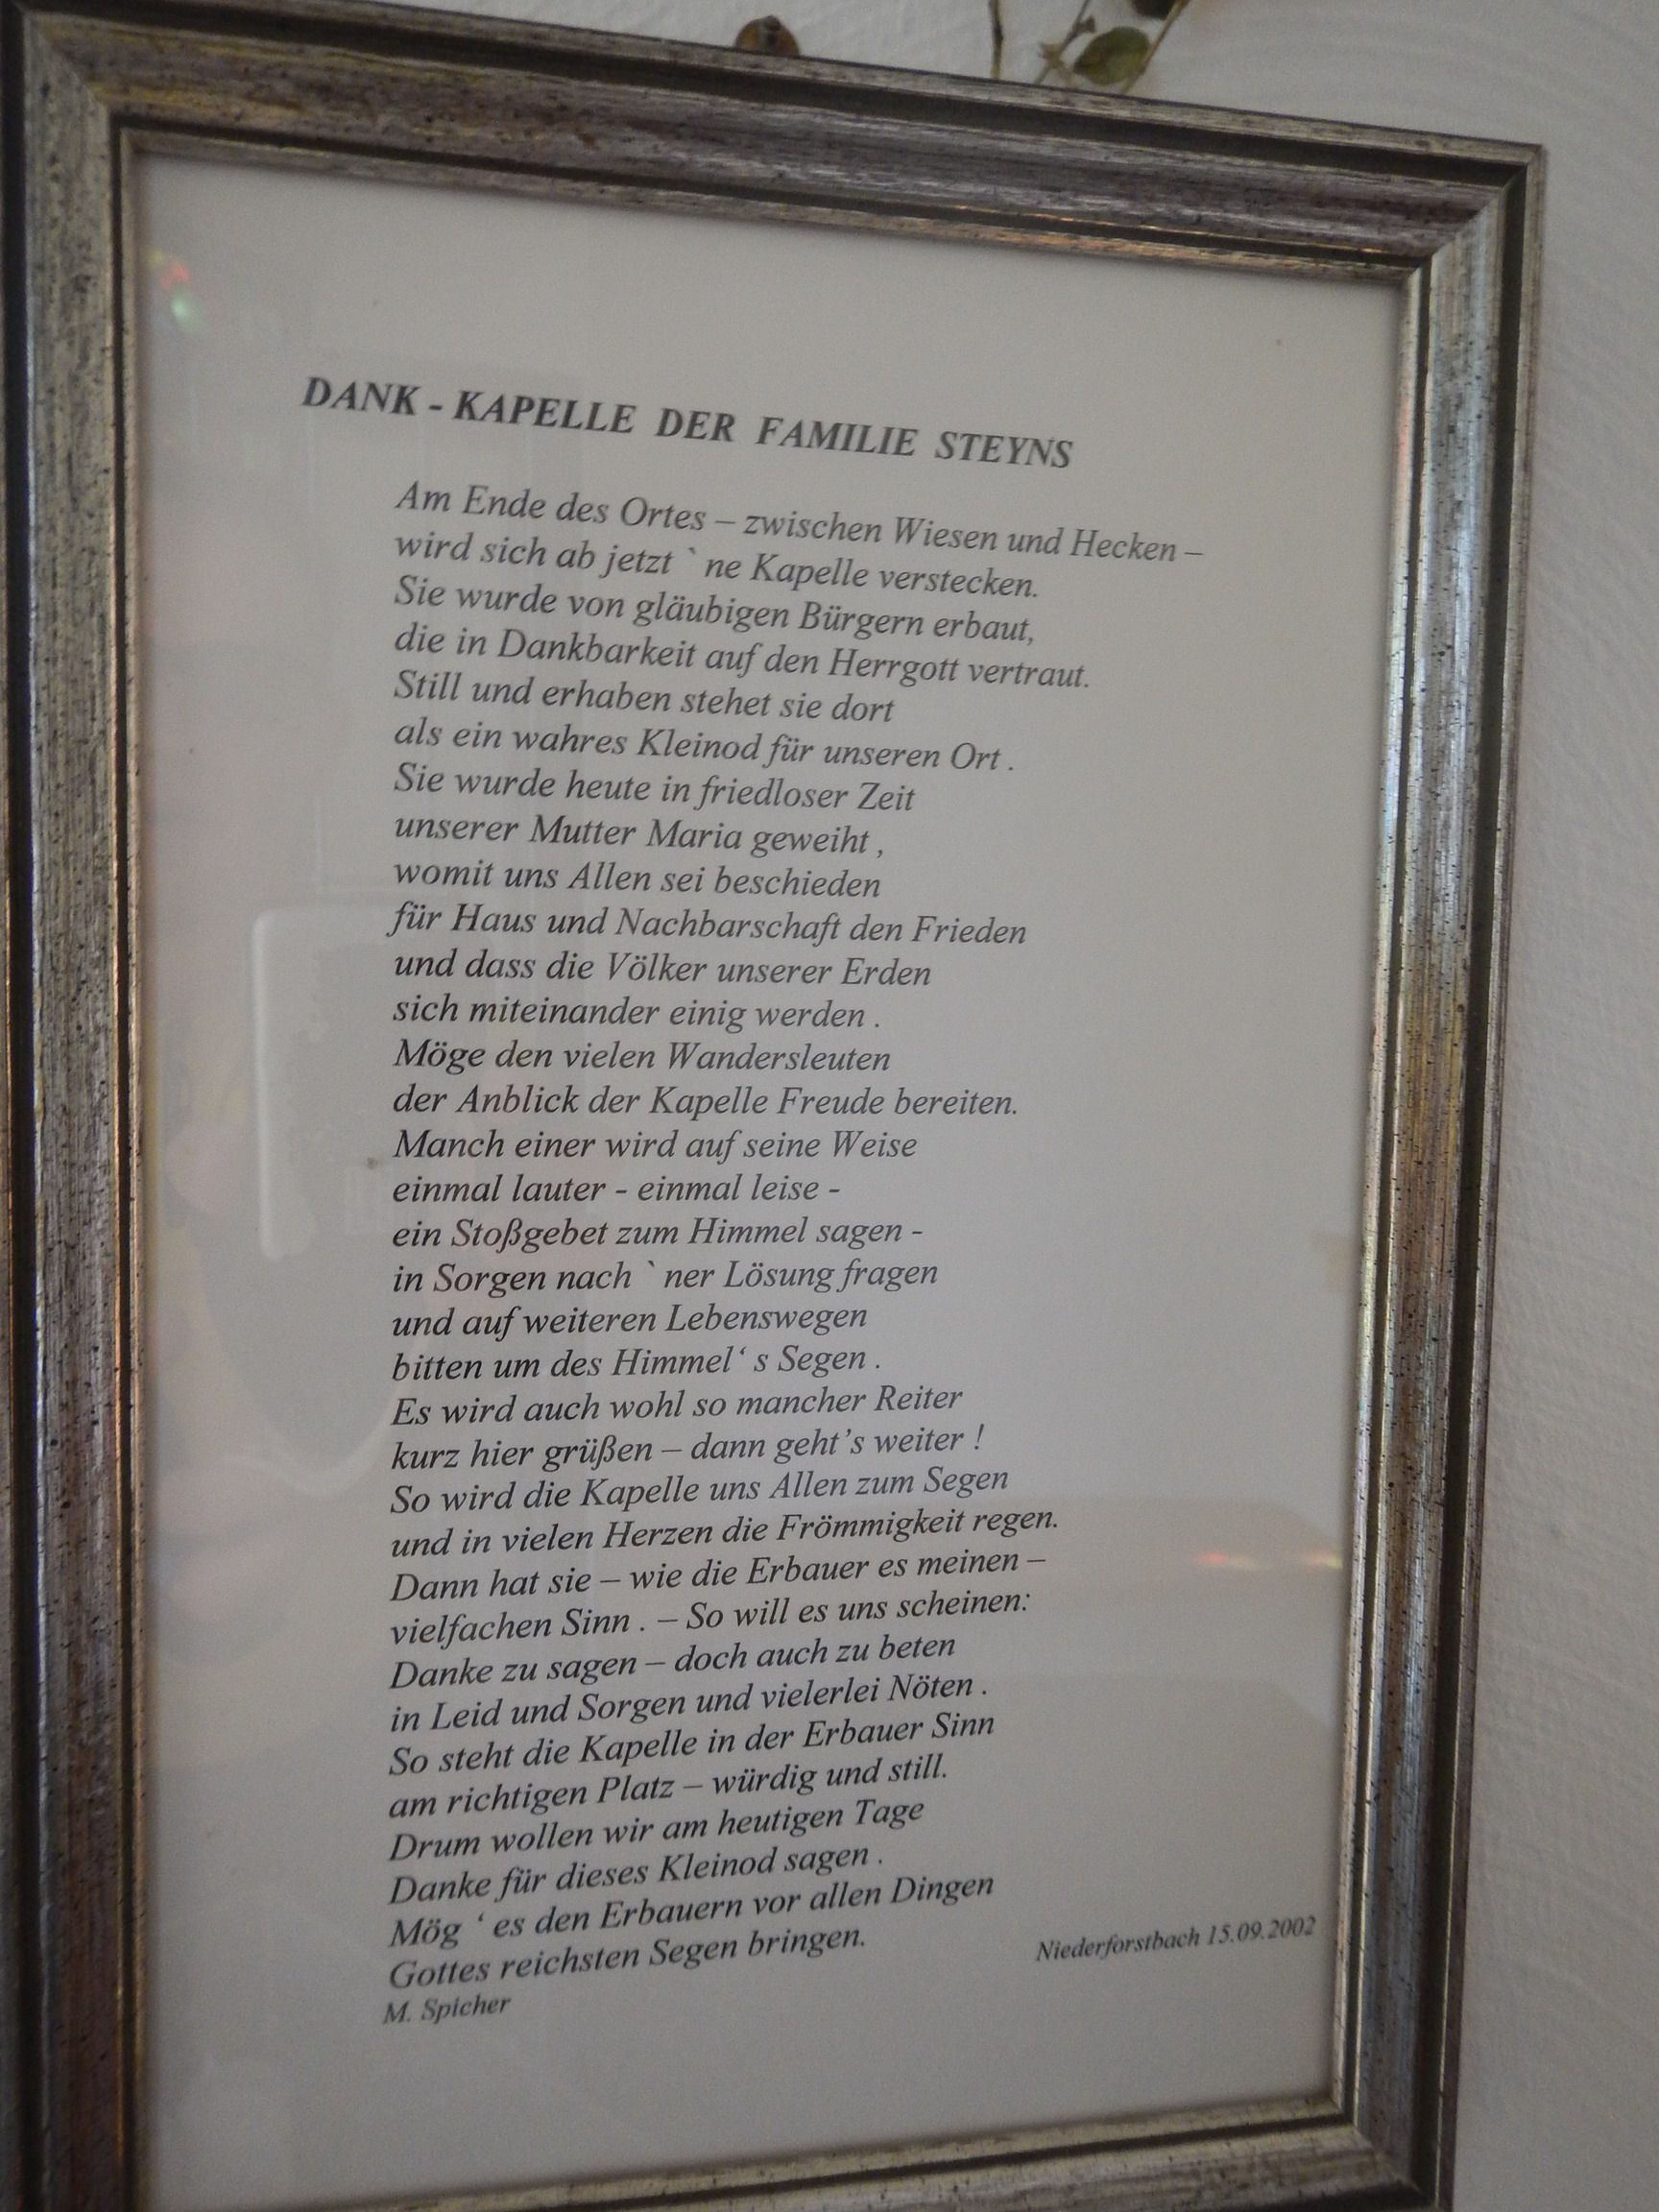 DANK - KAPELLE DER FAMILIE STEYNS
Am Ende des Ortes – zwischen Wiesen und Hecken –
wird sich ab jetzt ` ne Kapelle verstecken.
Sie wurde von gläubigen Bürgern erbaut,
die in Dankbarkeit auf den Herrgott vertraut.
Still und erhaben stehet sie dort
als ein wahres Kleinod für unseren Ort .
Sie wurde heute in friedloser Zeit
unserer Mutter Maria geweiht ,
womit uns Allen sei beschieden
für Haus und Nachbarschaft den Frieden
und dass die Völker unserer Erden
sich miteinander einig werden .
Möge den vielen Wandersleuten
der Anblick der Kapelle Freude bereiten.
Manch einer wird auf seine Weise
einmal lauter - einmal leise -
ein Stoßgebet zum Himmel sagen -
in Sorgen nach ` ner Lösung fragen
und auf weiteren Lebenswegen
bitten um des Himmel‘ s Segen .
Es wird auch wohl so mancher Reiter
kurz hier grüßen – dann geht’s weiter !
So wird die Kapelle uns Allen zum Segen
und in vielen Herzen die Frömmigkeit regen.
Dann hat sie – wie die Erbauer es meinen –
vielfachen Sinn . – So will es uns scheinen:
Danke zu sagen – doch auch zu beten
in Leid und Sorgen und vielerlei Nöten .
So steht die Kapelle in der Erbauer Sinn
am richtigen Platz – würdig und still.
Drum wollen wir am heutigen Tage
Danke für dieses Kleinod sagen .
Mög ‘ es den Erbauern vor allen Dingen
Gottes reichsten Segen bringen.
Niederforstbach 15.09.2002
M. Spicher